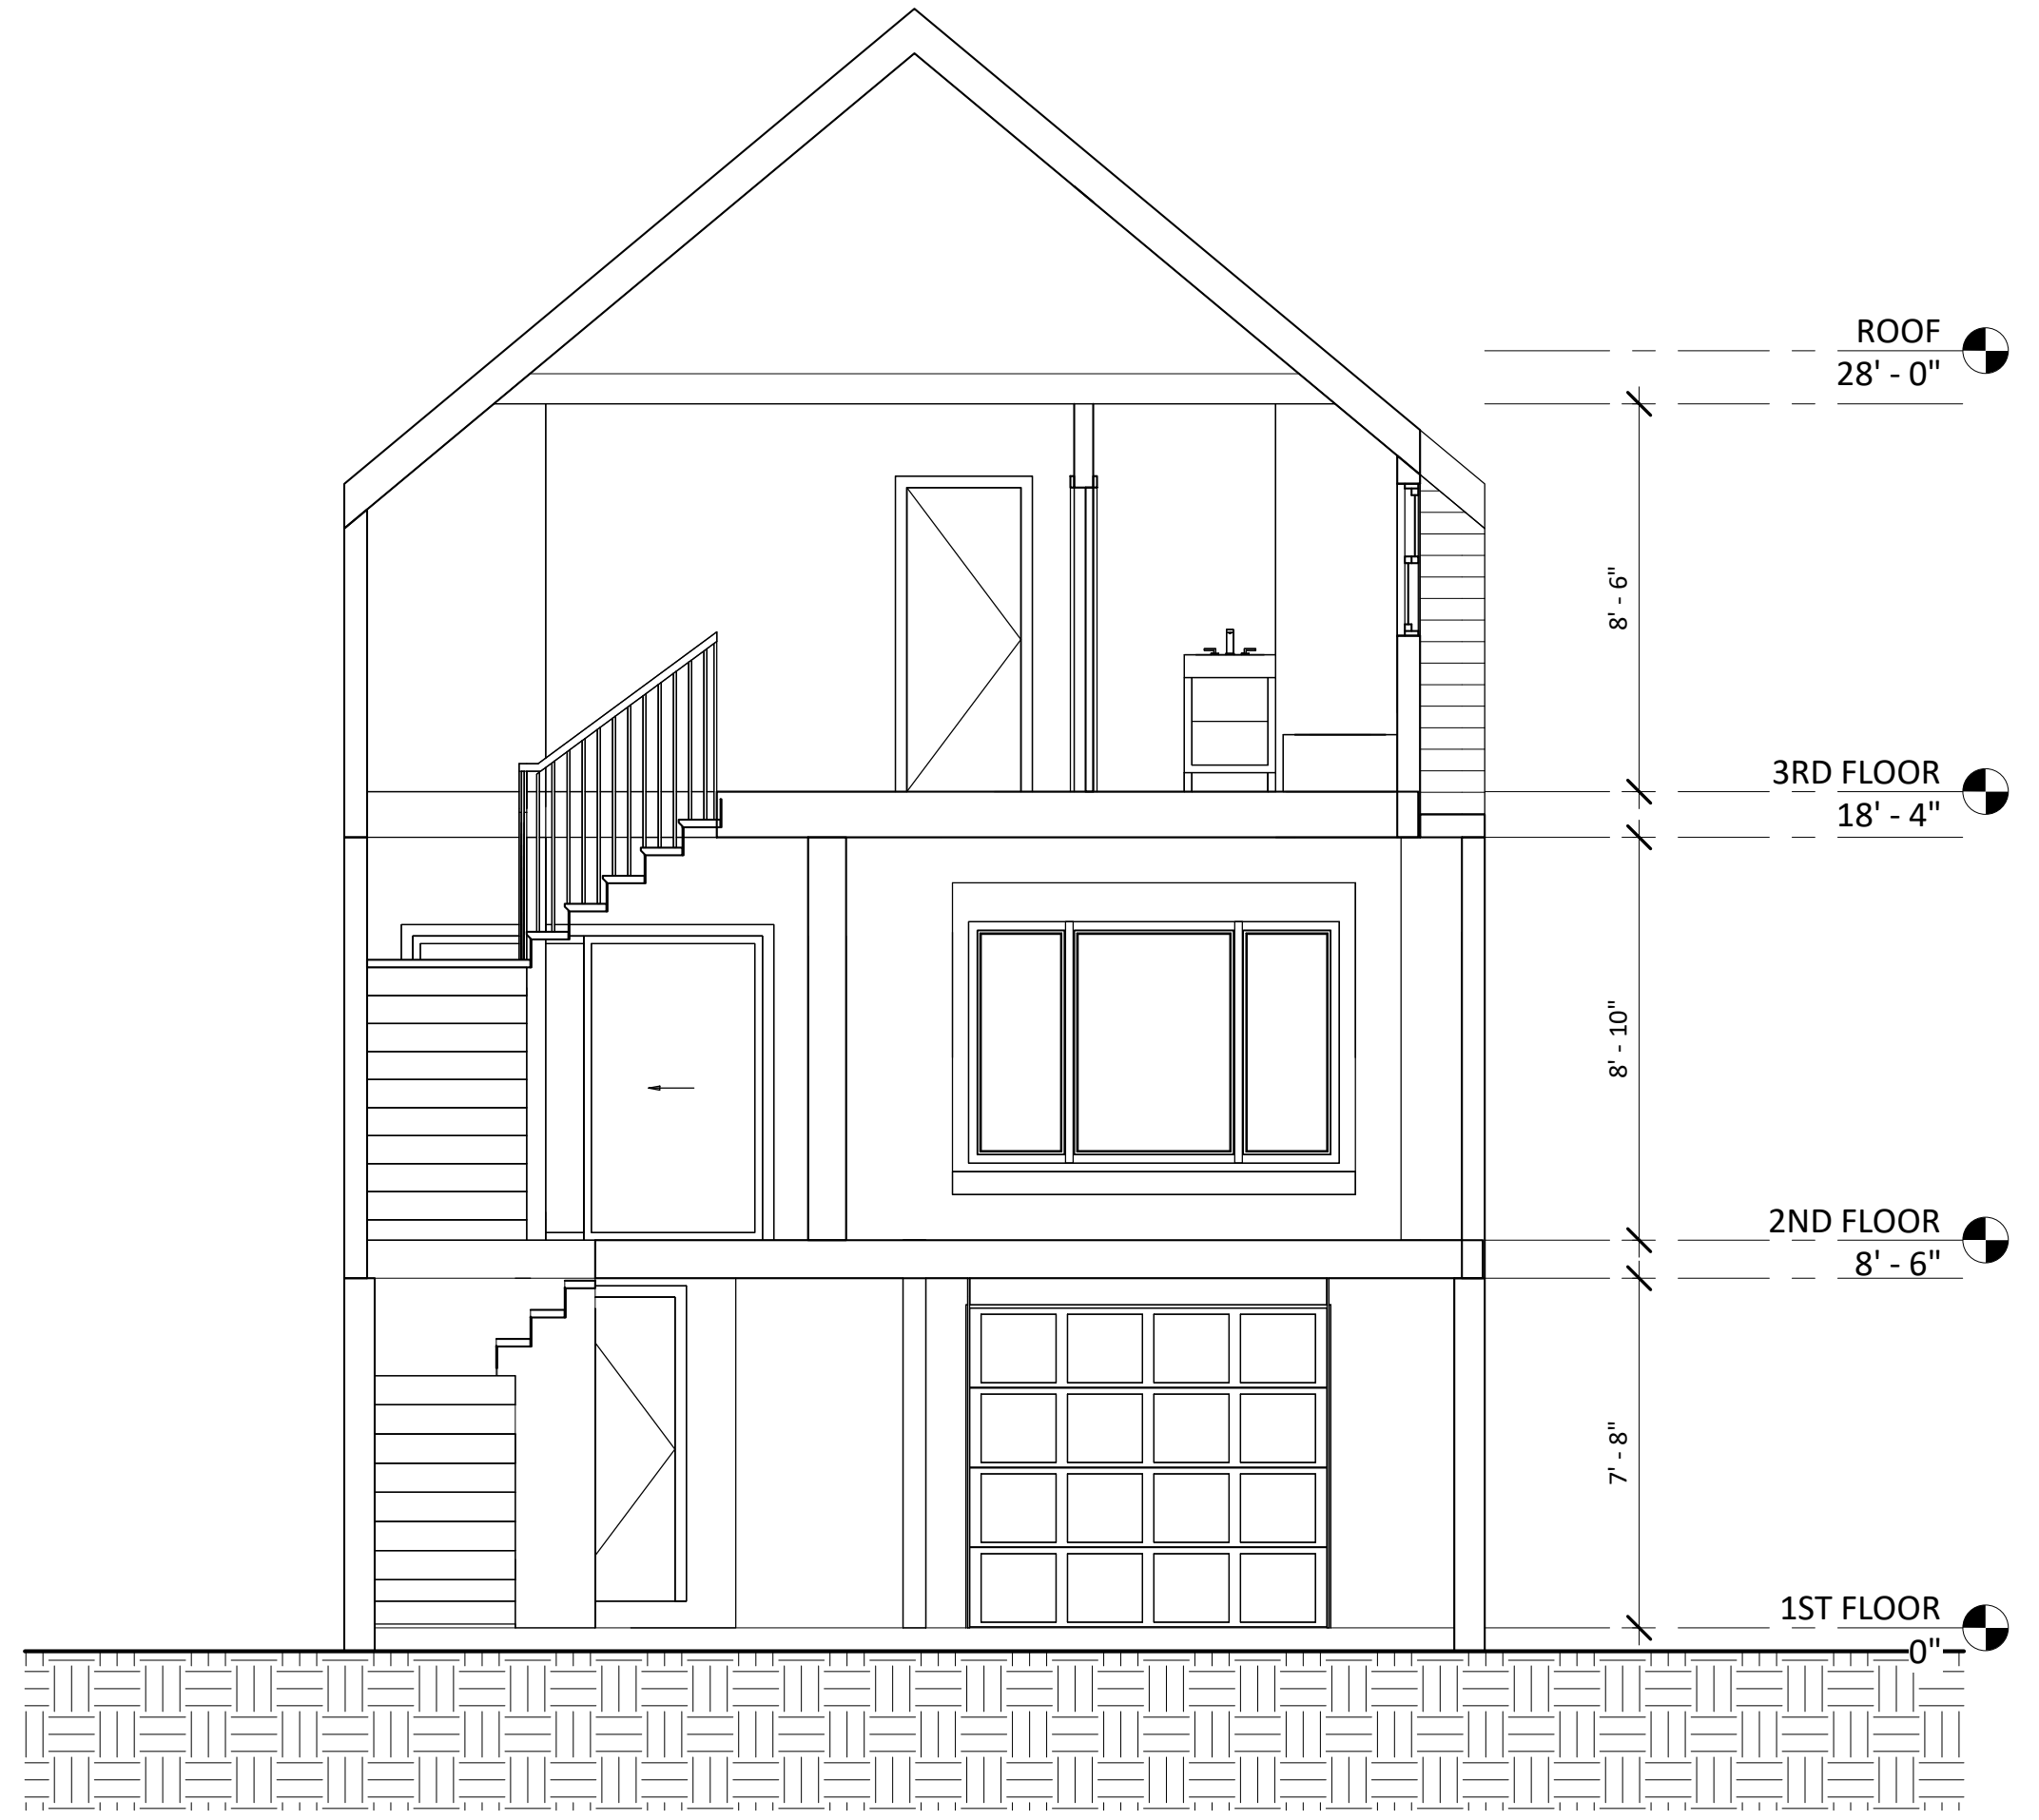 ROOF
28' - 0"
8' - 6"
3RD FLOOR
18' - 4"
8' - 10"
2ND FLOOR
8' - 6"
7' - 8"
1ST FLOOR
0"